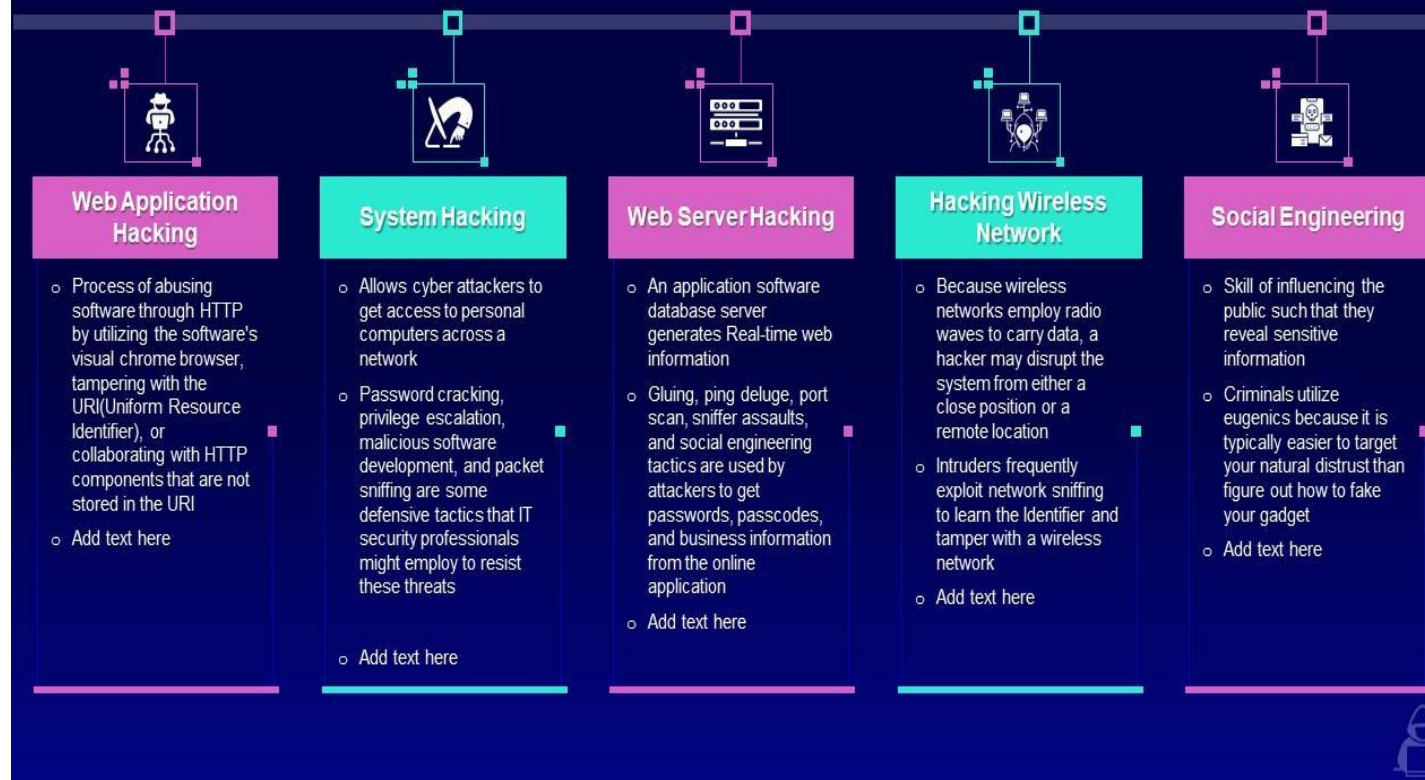 Web Application
Hacking
o Process of abusing
software through HTTP
by utilizing the software's
visual chrome browser,
tampering with the
URI(Uniform Resource
Identifier), or
collaborating with HTTP
components that are not
stored in the URI
o Add text here
System Hacking
o Allows cyber attackers to
get access to personal
computers across a
network
o Password cracking,
privilege escalation,
malicious software
development, and packet
sniffing are some
defensive tactics that IT
security professionals
might employ to resist
these threats
o Add text here
Web Server Hacking
o An application software
database server
generates Real-time web
information
o Gluing, ping deluge, port
scan, sniffer assaults,
and social engineering
tactics are used by
attackers to get
passwords, passcodes,
and business information
from the online
application
o Add text here
Hacking Wireless
Network
o Because wireless
networks employ radio
waves to carry data, a
hacker may disrupt the
system from either a
close position or a
remote location
o Intruders frequently
exploit network sniffing
to learn the Identifier and
tamper with a wireless
network
o Add text here
Social Engineering
o Skill of influencing the
public such that they
reveal sensitive
information
o Criminals utilize
eugenics because it is
typically easier to target
your natural distrust than
figure out how to fake
your gadget
o Add text here